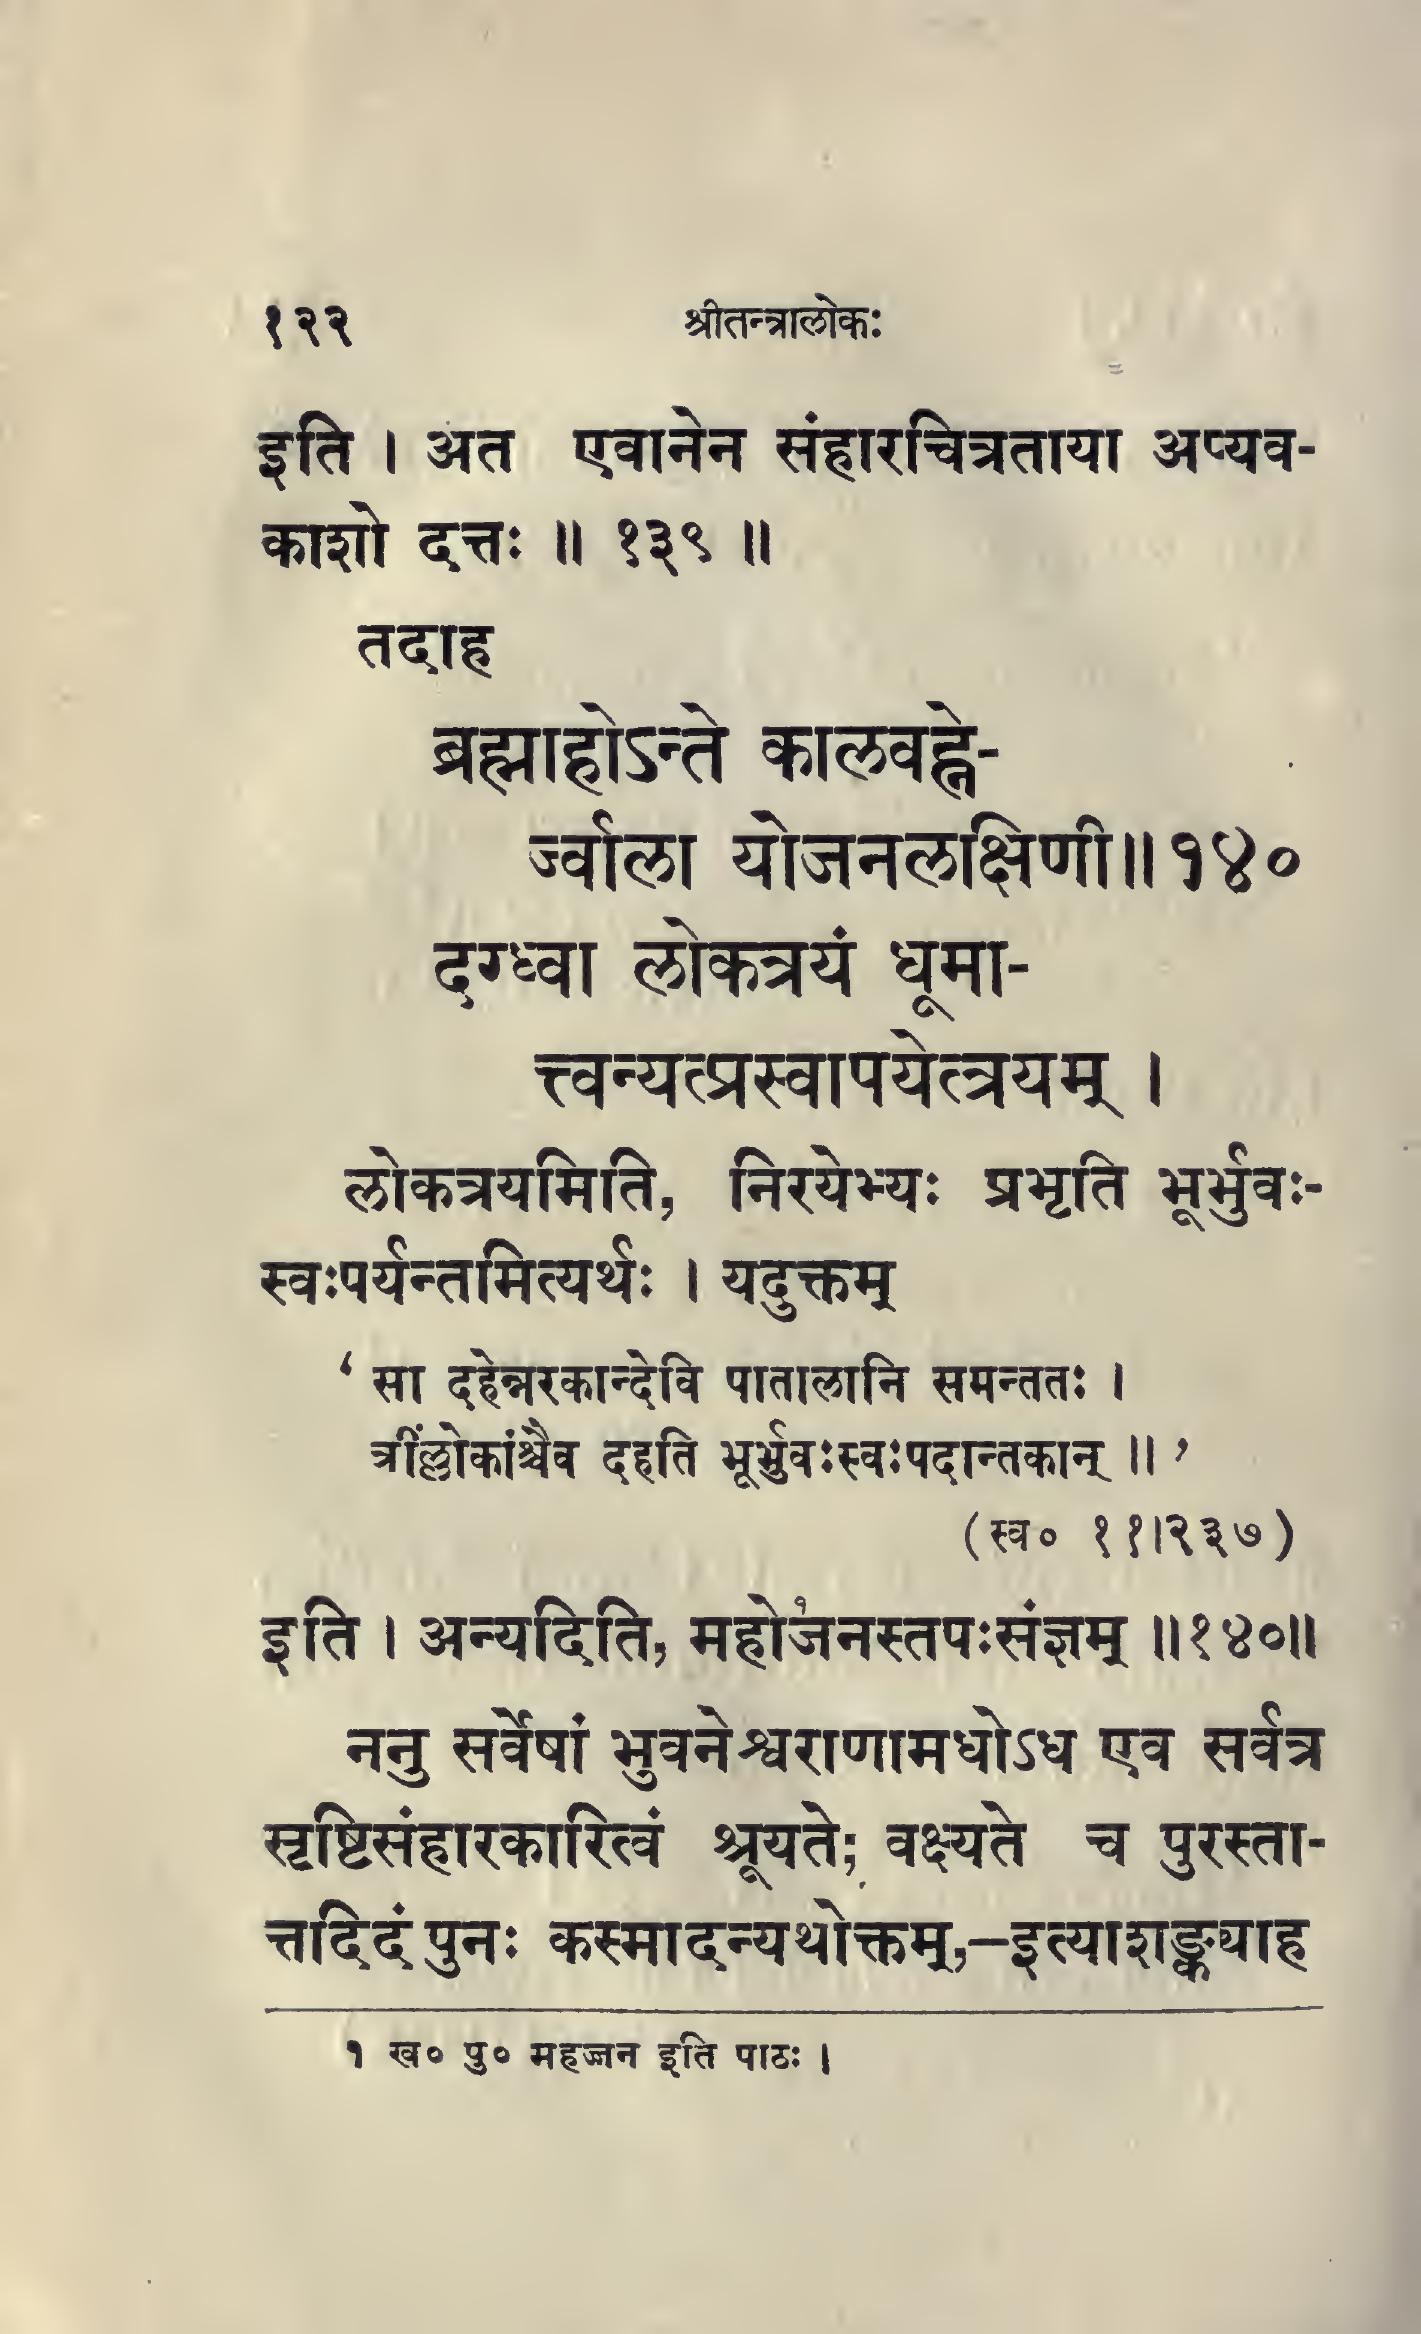 १२२ श्रीतन्त्रालोकः
इति । अत एवानेन संहारचित्रताया अप्यव-
काशो दत्तः ॥ १३९ ॥
तदाह
ब्रह्माहोऽन्ते कालवह्ने-
र्ज्वाला योजनलक्षिणी॥१४०
दग्ध्वा लोकत्रयं धूमा-
त्त्वन्यत्प्रस्वापयेत्त्रयम् ।
लोकत्रयमिति, निरयेभ्यः प्रभृति भूर्भुवः-
स्वःपर्यन्तमित्यर्थः । यदुक्तम्
‘ सा दहेन्नरकान्देवि पातालानि समन्ततः ।
त्रींल्लोकांश्चैव दहति भूर्भुवःस्वःपदान्तकान् ॥ ’
(स्व० ११।२३७)
इति । अन्यदिति, महो१जनस्तपःसंज्ञम् ॥१४०॥
ननु सर्वेषां भुवनेश्वराणामधोऽध एव सर्वत्र
सृष्टिसंहारकारित्वं श्रूयते; वक्ष्यते च पुरस्ता-
त्तदिदं पुनः कस्मादन्यथोक्तम्,—इत्याशङ्क्याह
१ ख० पु० महज्जन इति पाठः ।